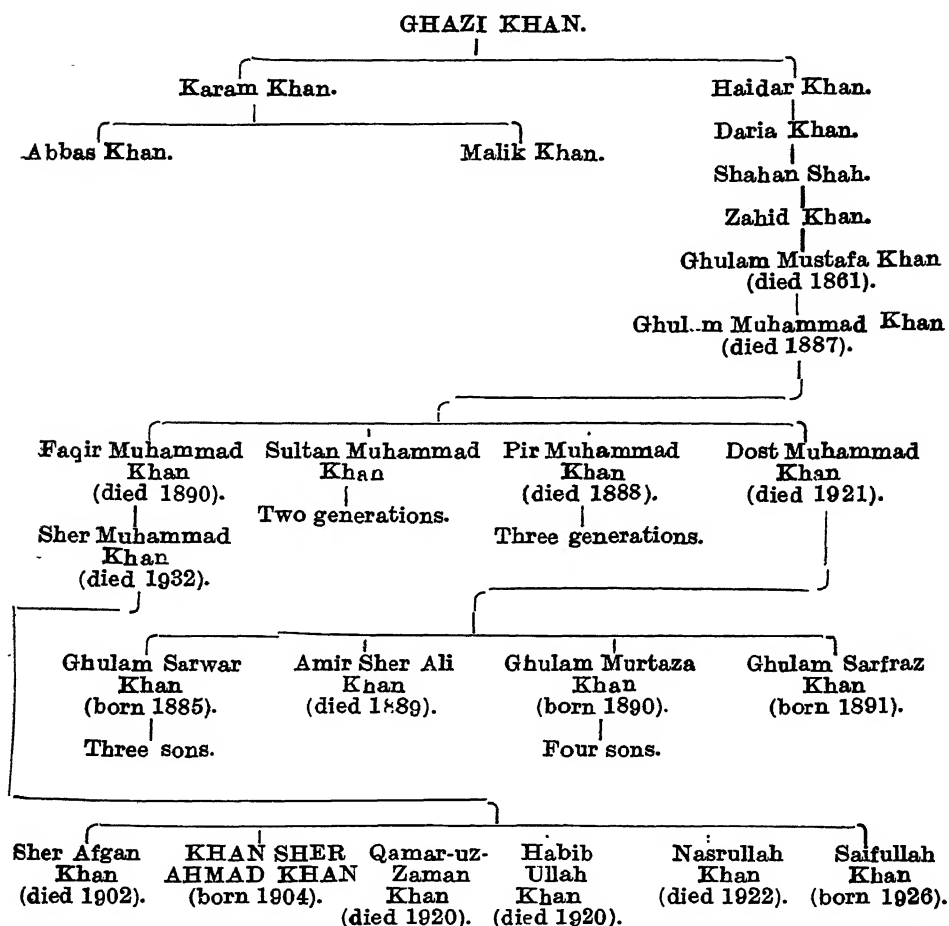 GHAZI KHAN.
Karam Khan. Haidar Khan.
Abbas Khan. Malik Khan. Daria Khan.
Shahan Shah.
Zahid Khan.
Ghulam Mustafa Khan
(died 1861).
Ghul..m Muhammad Khan
(died 1887).
Faqir Muhammad Khan (died 1890).
Sultan Muhammad Khan
Pir Muhammad Khan (died 1888).
Dost Muhammad Khan (died 1921).
Two generations.
Three generations.
Sher Muhammad
Khan
(died 1932).
Ghulam Sarwar Khan (born 1885).
Amir Sher Ali Khan (died 1889).
Ghulam Murtaza Khan (born 1890).
Ghulam Sarfraz Khan (born 1891).
Three sons. Four sons.
Sher Afgan Khan (died 1902).
KHAN SHER AHMAD KHAN (born 1904).
Qamar-uz-Zaman Khan (died 1920).
Habib Ullah Khan (died 1920).
Nasrullah Khan (died 1922).
Saifullah Khan (born 1926).